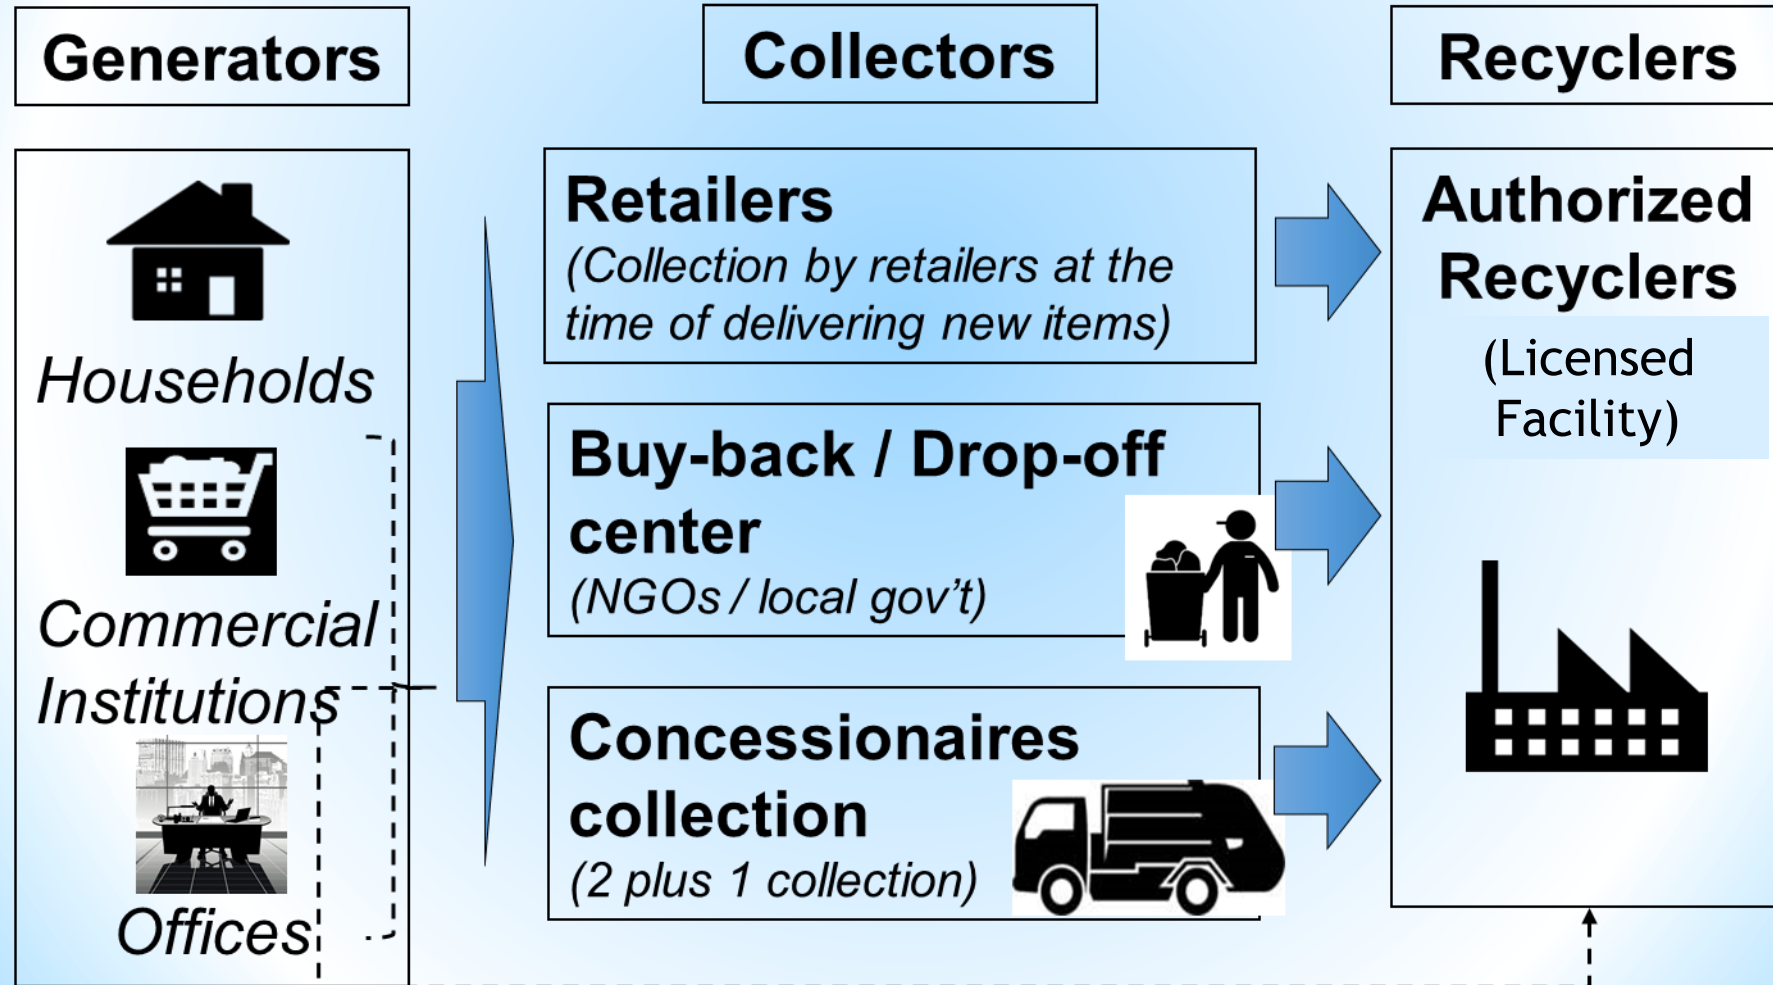 Generators
Collectors
Recyclers
Households
Commercial
Institutions
Offices
Retailers
(Collection by retailers at the
time of delivering new items)
Buy-back / Drop-off
center
(NGOs / local gov’t)
Concessionaires
collection
(2 plus 1 collection)
Authorized
Recyclers
(Licensed
Facility)